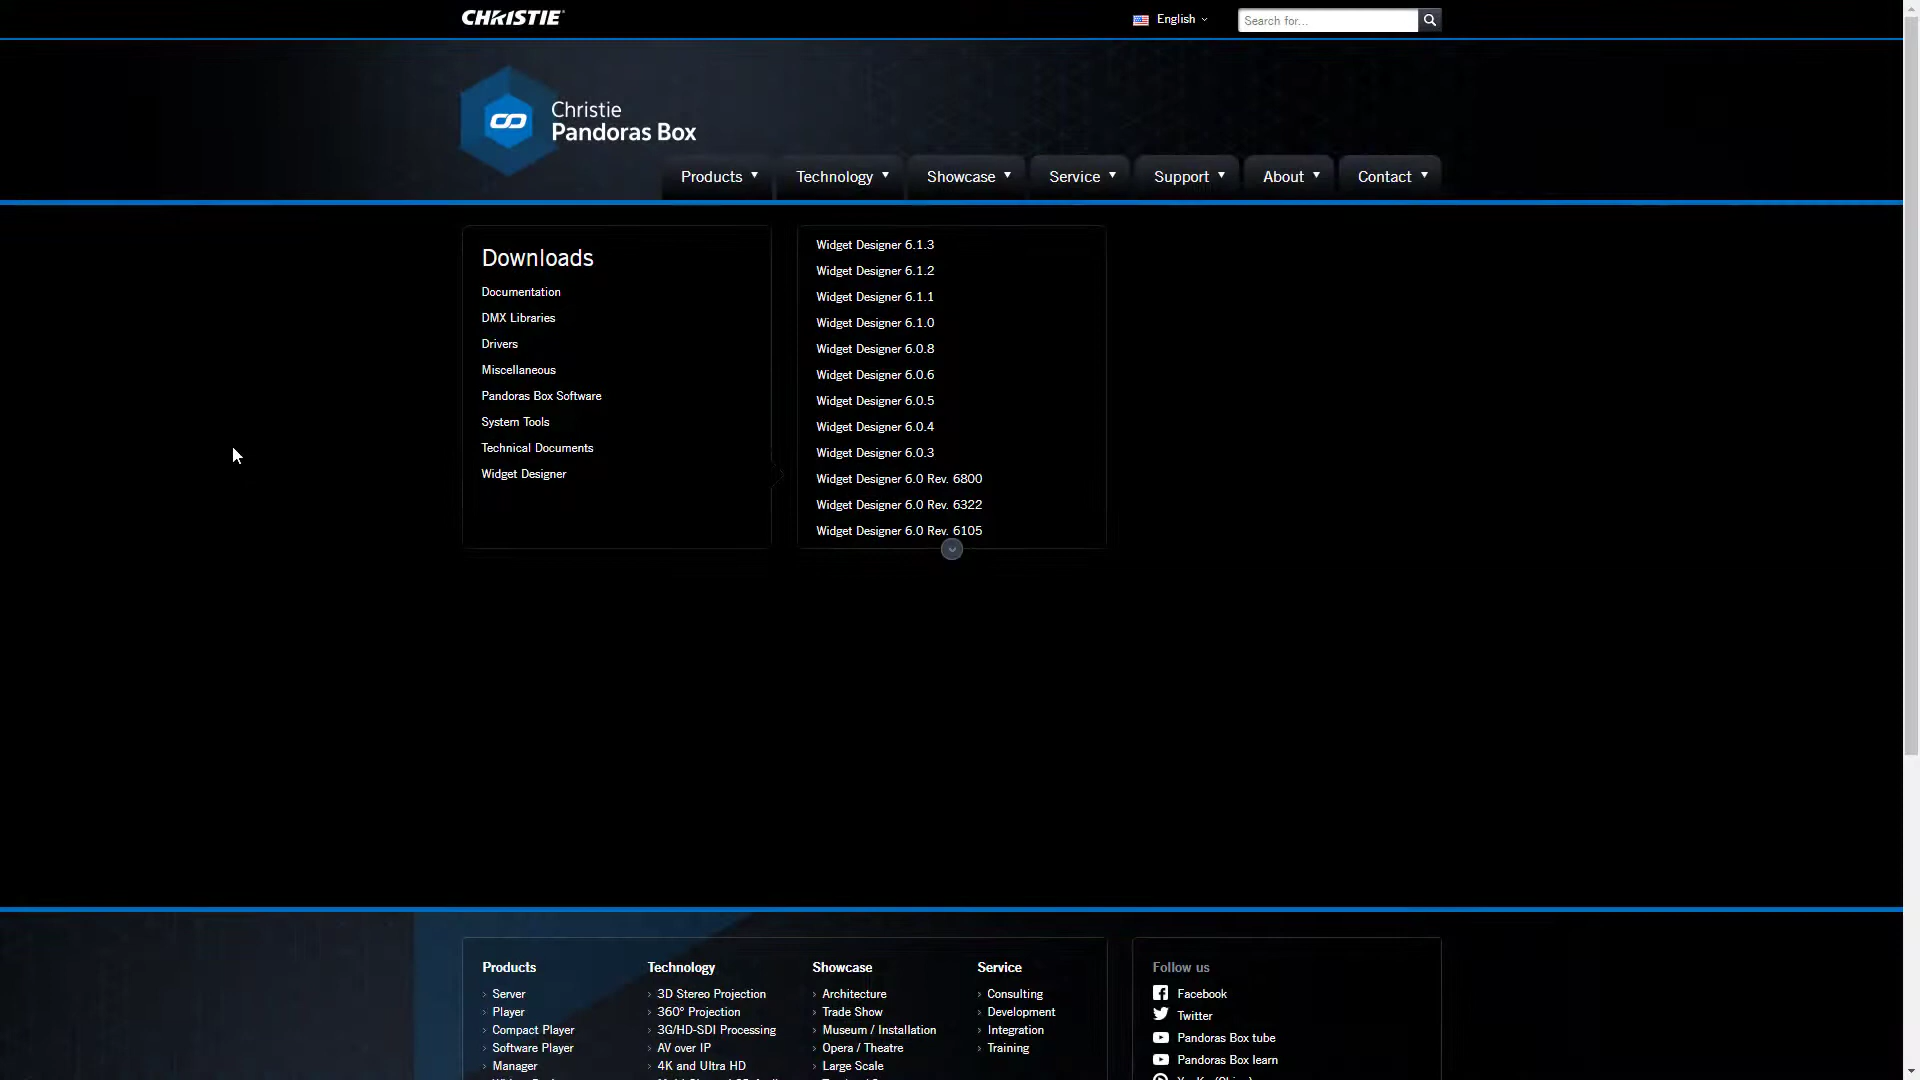 CHRISTIE
English
Search for...
Christie
Pandoras Box
Products
Technology
Showcase
Service
Support
About
Contact
Downloads
Documentation
DMX Libraries
Drivers
Miscellaneous
Pandoras Box Software
System Tools
Technical Documents
Widget Designer
Widget Designer 6.1.3
Widget Designer 6.1.2
Widget Designer 6.1.1
Widget Designer 6.1.0
Widget Designer 6.0.8
Widget Designer 6.0.6
Widget Designer 6.0.5
Widget Designer 6.0.4
Widget Designer 6.0.3
Widget Designer 6.0 Rev. 6800
Widget Designer 6.0 Rev. 6322
Widget Designer 6.0 Rev. 6105
Products
Server
Player
Compact Player
Software Player
Manager
Technology
3D Stereo Projection
360° Projection
3G/HD-SDI Processing
AV over IP
4K and Ultra HD
Showcase
Architecture
Trade Show
Museum / Installation
Opera / Theatre
Large Scale
Service
Consulting
Development
Integration
Training
Follow us
Facebook
Twitter
Pandoras Box tube
Pandoras Box learn